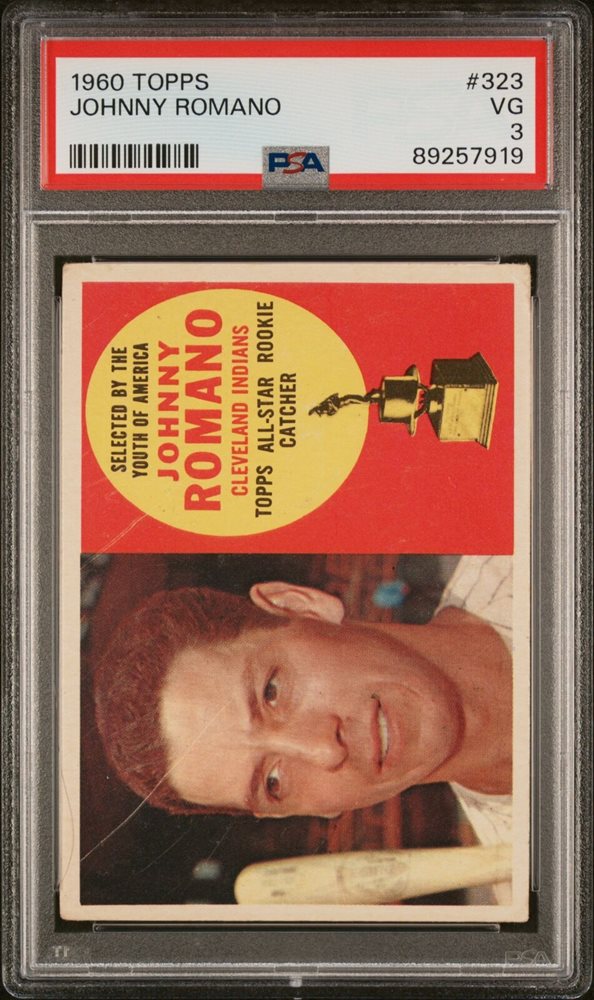 1960 TOPPS #323
JOHNNY ROMANO VG
3
PSA 89257919
SELECTED BY THE
YOUTH OF AMERICA
JOHNNY
ROMANO
CLEVELAND INDIANS
TOPPS ALL-STAR ROOKIE
CATCHER
PSA